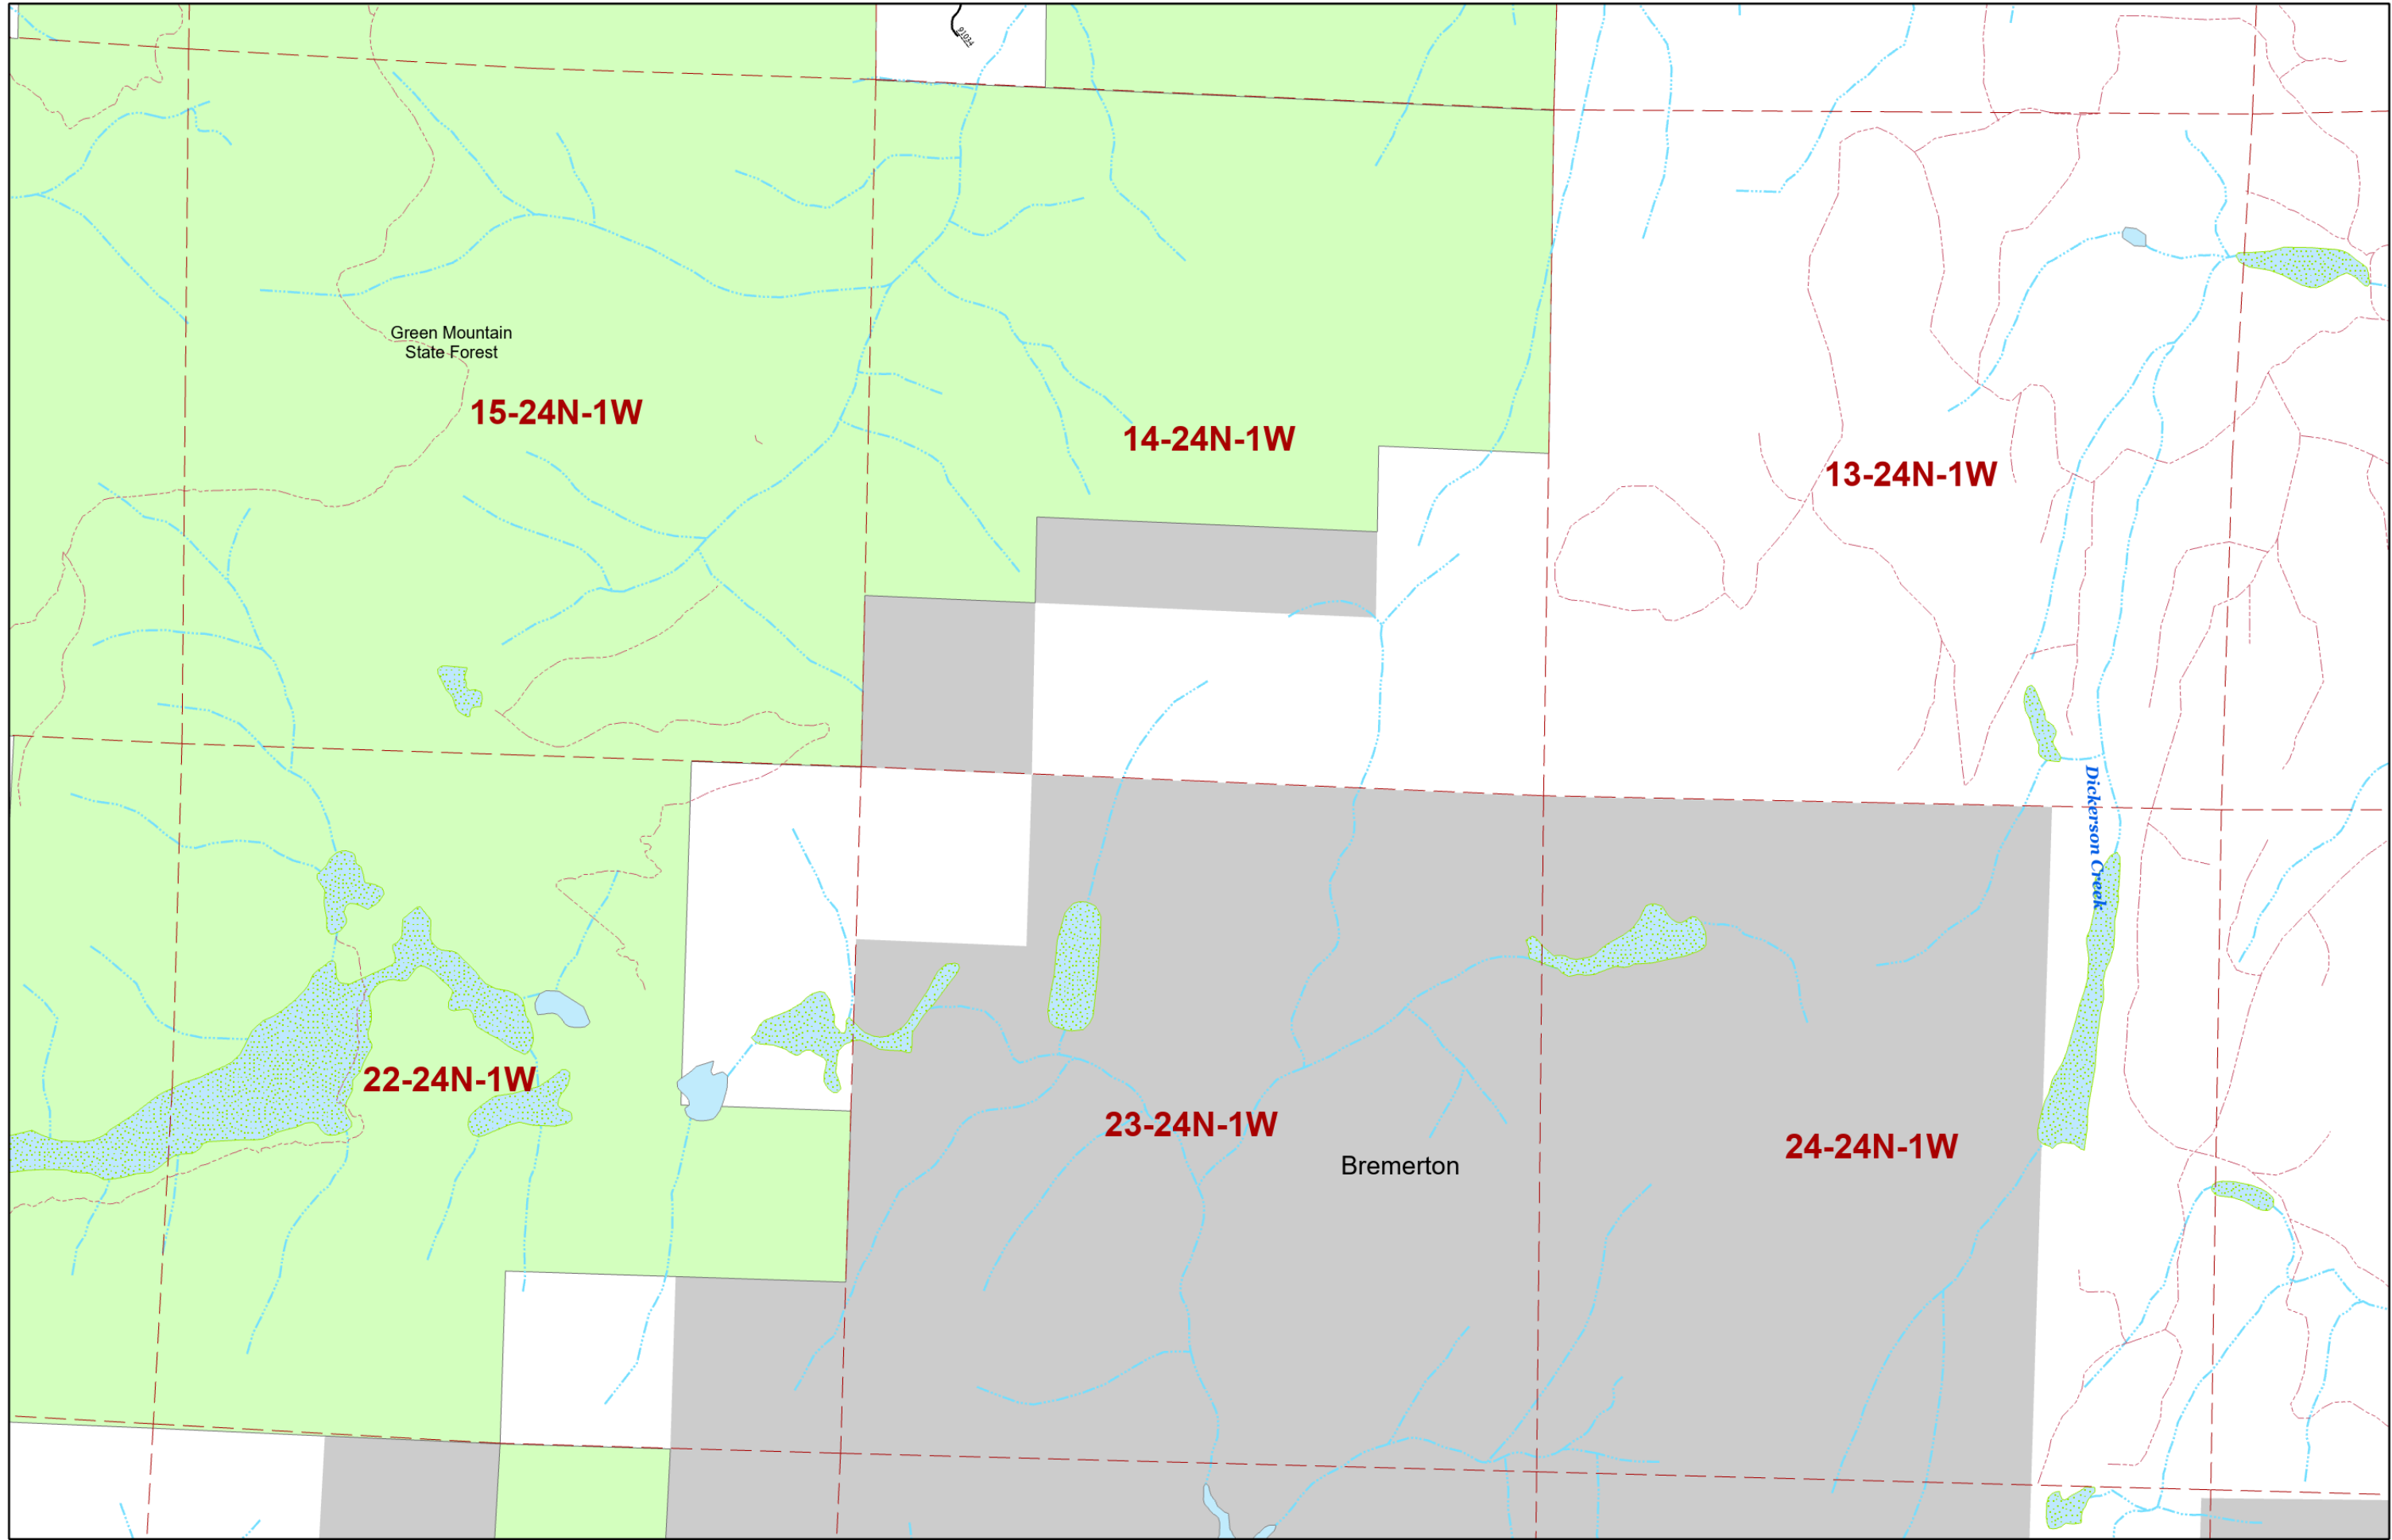 91034
Green Mountain
State Forest
15-24N-1W
14-24N-1W
13-24N-1W
Dickerson Creek
22-24N-1W
23-24N-1W
24-24N-1W
Bremerton